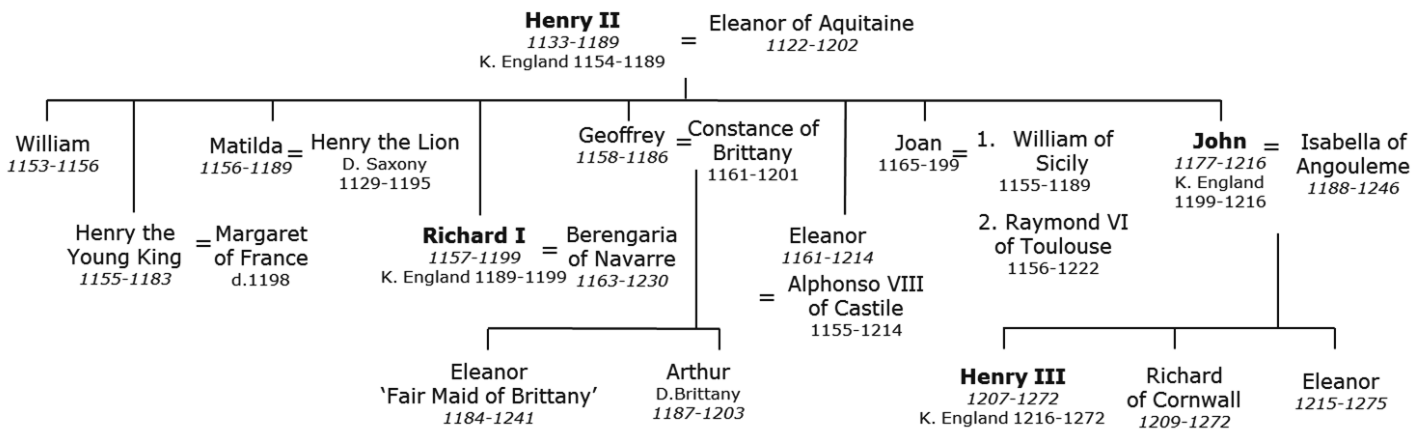 Henry II
1133-1189
K. England 1154-1189
=
Eleanor of Aquitaine
1122-1202
William
1153-1156
Henry the
Young King
1155-1183
=
Margaret
of France
d.1198
Matilda
1156-1189
=
Henry the Lion
D. Saxony
1129-1195
Richard I
1157-1199
K. England 1189-1199
=
Berengaria
of Navarre
1163-1230
Geoffrey
1158-1186
=
Constance of
Brittany
1161-1201
Eleanor
1161-1214
=
Alphonso VIII
of Castile
1155-1214
Joan
1165-199
=
1. William of
Sicily
1155-1189
2. Raymond VI
of Toulouse
1156-1222
John
1177-1216
K. England
1199-1216
=
Isabella of
Angouleme
1188-1246
Eleanor
‘Fair Maid of Brittany’
1184-1241
Arthur
D.Brittany
1187-1203
Henry III
1207-1272
K. England 1216-1272
Richard
of Cornwall
1209-1272
Eleanor
1215-1275